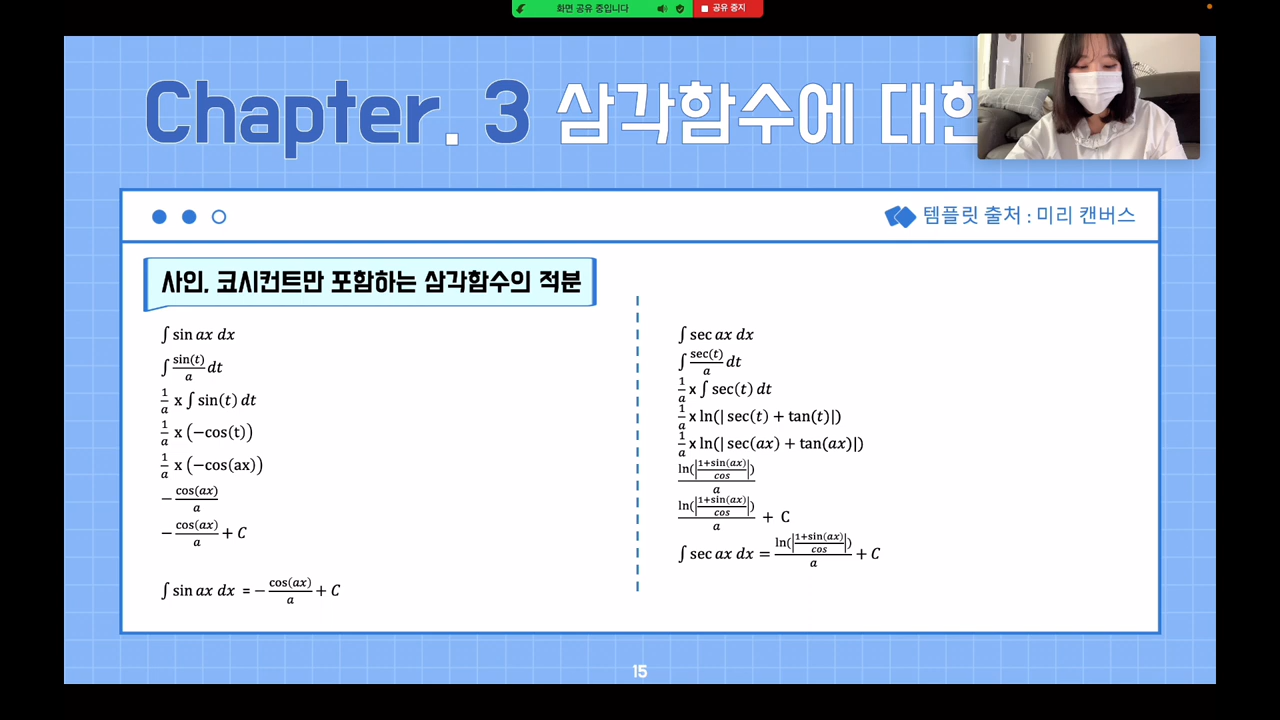 화면 공유 중입니다 공유 중지
Chapter. 3 삼각함수에 대한
템플릿 출처 : 미리 캔버스
사인, 코시컨트만 포함하는 삼각함수의 적분
∫ sin ax dx
∫ sin(t)/a dt
1/a x ∫ sin(t) dt
1/a x (−cos(t))
1/a x (−cos(ax))
− cos(ax)/a
− cos(ax)/a + C
∫ sin ax dx = − cos(ax)/a + C
∫ sec ax dx
∫ sec(t)/a dt
1/a x ∫ sec(t) dt
1/a x ln(| sec(t) + tan(t)|)
1/a x ln(| sec(ax) + tan(ax)|)
ln(|1+sin(ax)/cos|)/a
ln(|1+sin(ax)/cos|)/a + C
∫ sec ax dx = ln(|1+sin(ax)/cos|)/a + C
15